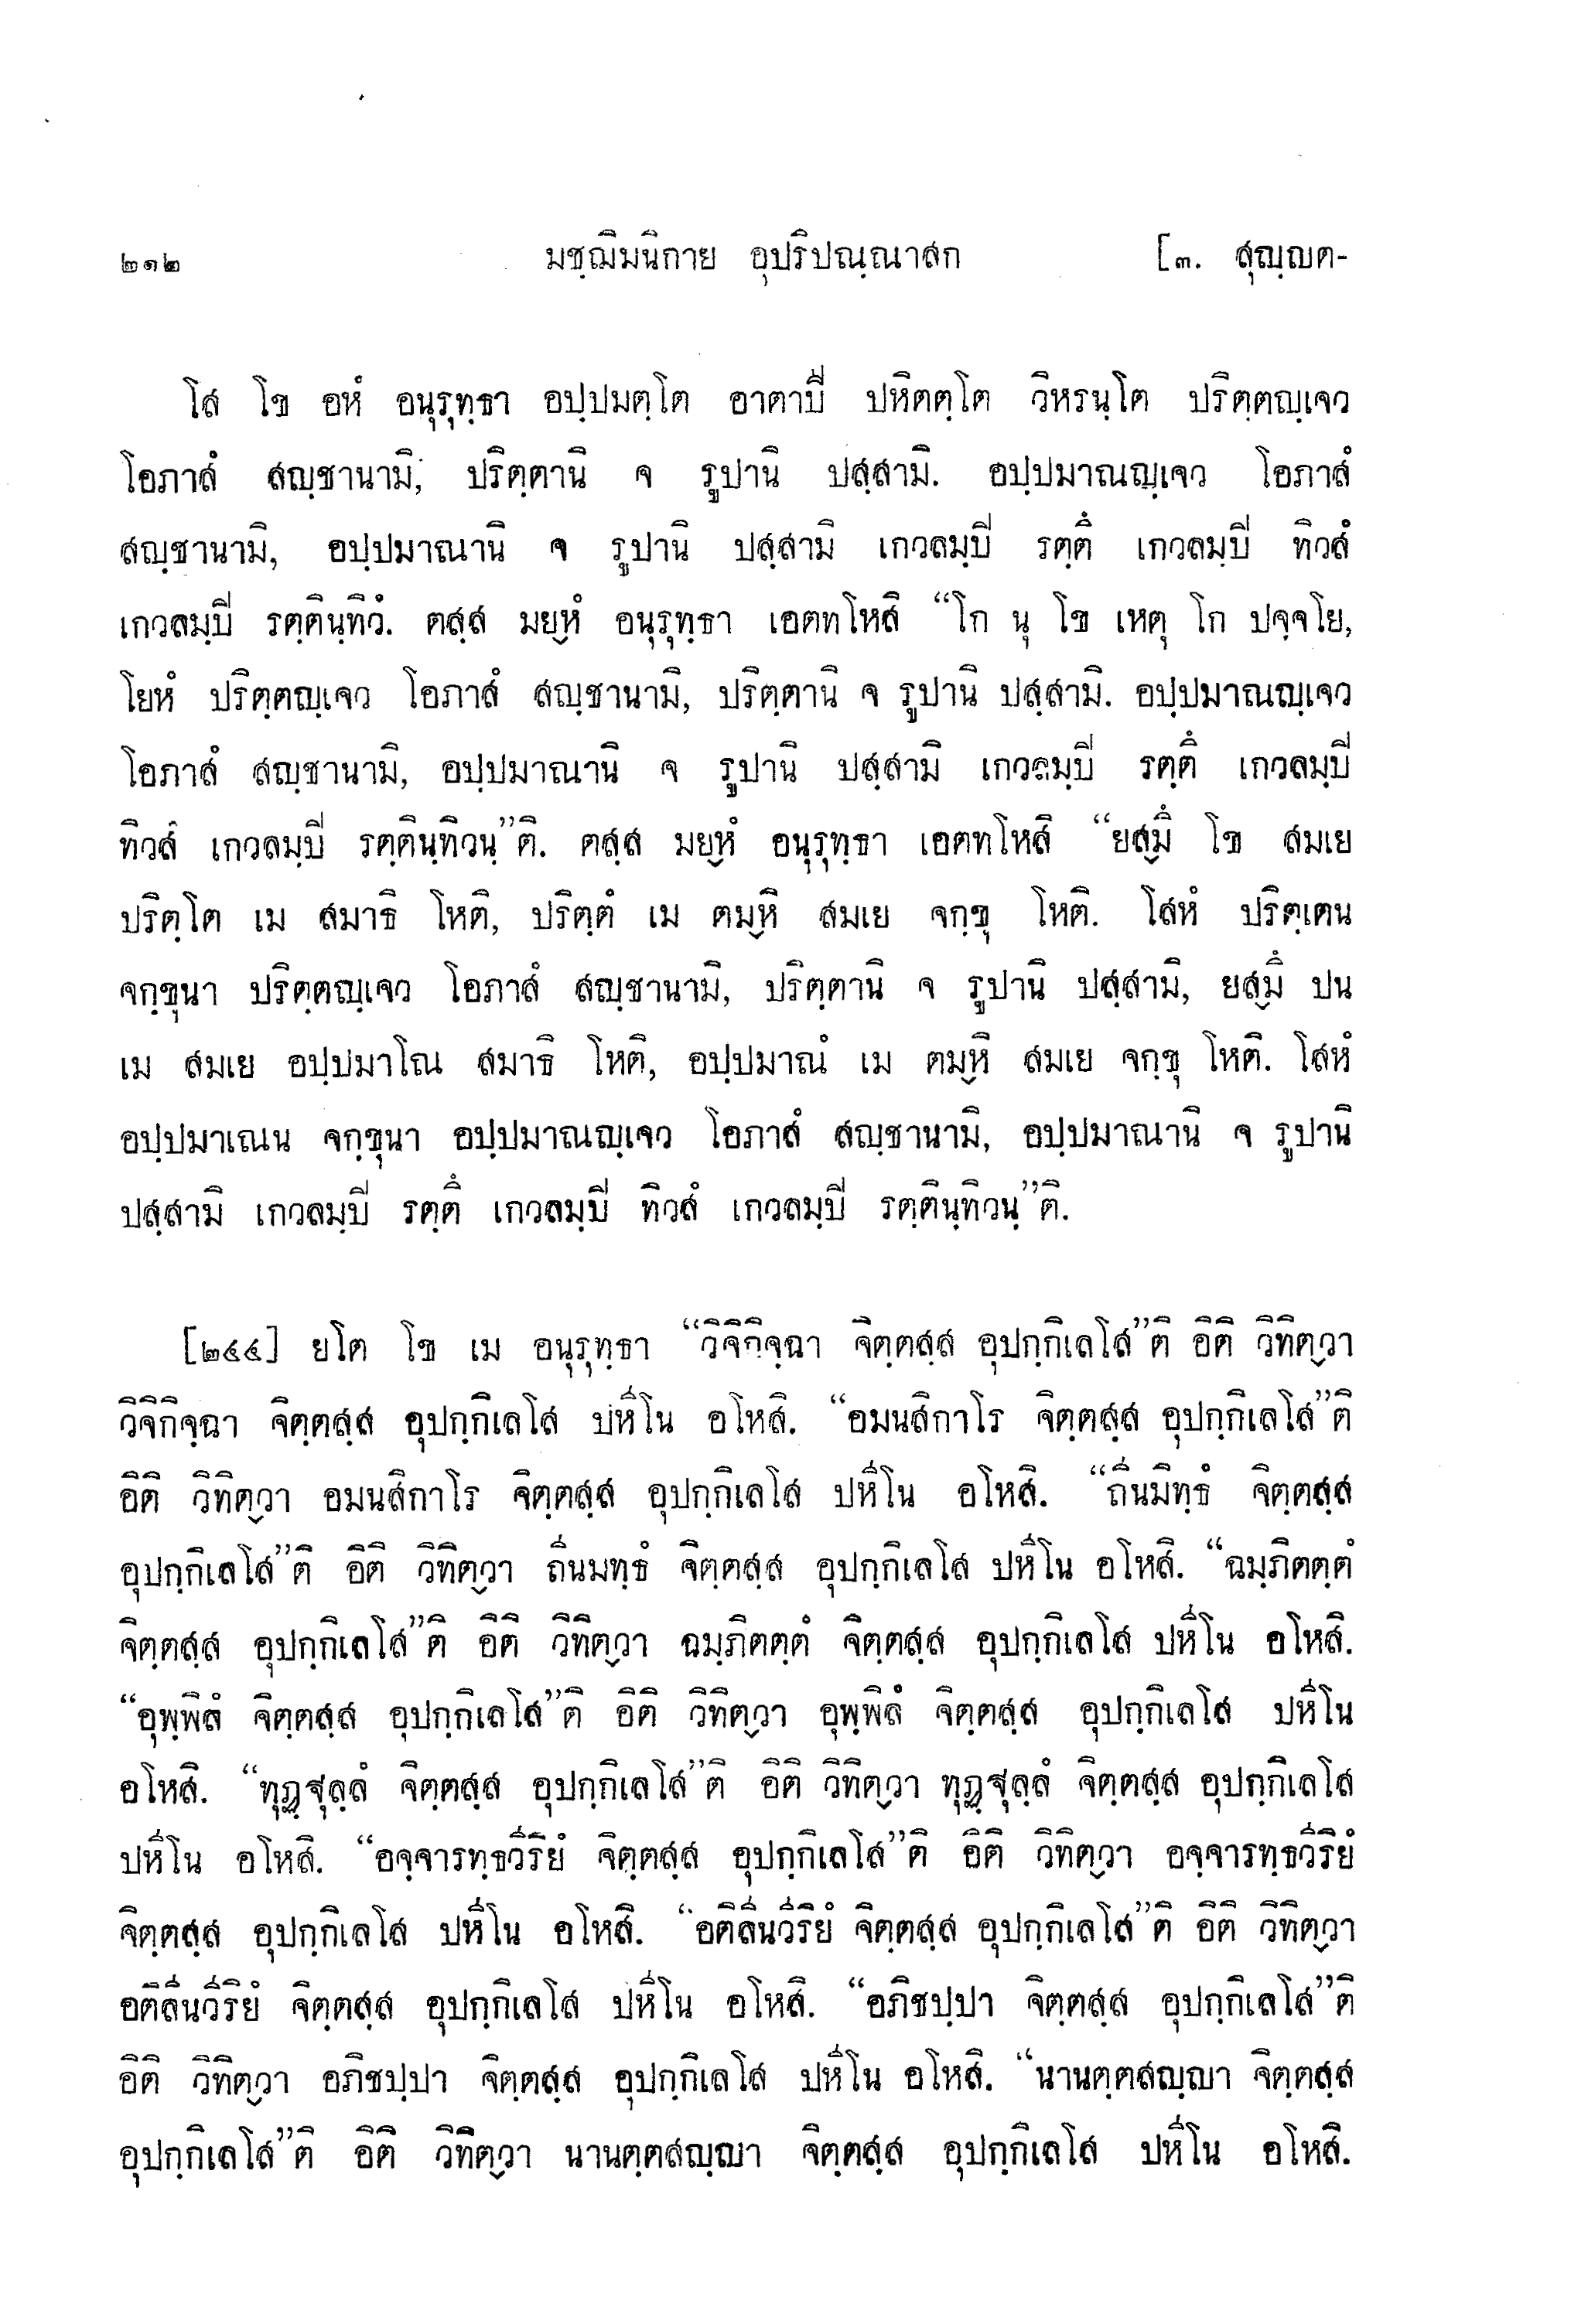 ๒๑๒ มชฺฌิมนิกาย อุปริปณฺณาสก [๓. สุญฺญต-
โส โข อหํ อนุรุทฺธา อปฺปมตฺโต อาตาปี ปหิตตฺโต วิหรนฺโต ปริตฺตญฺเจว
โอภาสํ สญฺชานามิ, ปริตฺตานิ จ รูปานิ ปสฺสามิ. อปฺปมาณญฺเจว โอภาสํ
สญฺชานามิ, อปฺปมาณานิ จ รูปานิ ปสฺสามิ เกวลมฺปิ รตฺตึ เกวลมฺปิ ทิวสํ
เกวลมฺปิ รตฺตินฺทิวํ. ตสฺส มยฺหํ อนุรุทฺธา เอตทโหสิ “โก นุ โข เหตุ โก ปจฺจโย,
โยหํ ปริตฺตญฺเจว โอภาสํ สญฺชานามิ, ปริตฺตานิ จ รูปานิ ปสฺสามิ. อปฺปมาณญฺเจว
โอภาสํ สญฺชานามิ, อปฺปมาณานิ จ รูปานิ ปสฺสามิ เกวลมฺปิ รตฺตึ เกวลมฺปิ
ทิวสํ เกวลมฺปิ รตฺตินฺทิวนฺ”ติ. ตสฺส มยฺหํ อนุรุทฺธา เอตทโหสิ “ยสฺมึ โข สมเย
ปริตฺโต เม สมาธิ โหติ, ปริตฺตํ เม ตมฺหิ สมเย จกฺขุ โหติ. โสหํ ปริตฺเตน
จกฺขุนา ปริตฺตญฺเจว โอภาสํ สญฺชานามิ, ปริตฺตานิ จ รูปานิ ปสฺสามิ, ยสฺมึ ปน
เม สมเย อปฺปมาโณ สมาธิ โหติ, อปฺปมาณํ เม ตมฺหิ สมเย จกฺขุ โหติ. โสหํ
อปฺปมาเณน จกฺขุนา อปฺปมาณญฺเจว โอภาสํ สญฺชานามิ, อปฺปมาณานิ จ รูปานิ
ปสฺสามิ เกวลมฺปิ รตฺตึ เกวลมฺปิ ทิวสํ เกวลมฺปิ รตฺตินฺทิวนฺ”ติ.
[๒๔๔] ยโต โข เม อนุรุทฺธา “วิจิกิจฺฉา จิตฺตสฺส อุปกฺกิเลโส”ติ อิติ วิทิตฺวา
วิจิกิจฺฉา จิตฺตสฺส อุปกฺกิเลโส ปหีโน อโหสิ. “อมนสิกาโร จิตฺตสฺส อุปกฺกิเลโส”ติ
อิติ วิทิตฺวา อมนสิกาโร จิตฺตสฺส อุปกฺกิเลโส ปหีโน อโหสิ. “ถีนมิทฺธํ จิตฺตสฺส
อุปกฺกิเลโส”ติ อิติ วิทิตฺวา ถีนมทฺธํ จิตฺตสฺส อุปกฺกิเลโส ปหีโน อโหสิ. “ฉมฺภิตตฺตํ
จิตฺตสฺส อุปกฺกิเลโส”ติ อิติ วิทิตฺวา ฉมฺภิตตฺตํ จิตฺตสฺส อุปกฺกิเลโส ปหีโน อโหสิ.
“อุพฺพิลํ จิตฺตสฺส อุปกฺกิเลโส”ติ อิติ วิทิตฺวา อุพฺพิลํ จิตฺตสฺส อุปกฺกิเลโส ปหีโน
อโหสิ. “ทุฏฺฐุลฺลํ จิตฺตสฺส อุปกฺกิเลโส”ติ อิติ วิทิตฺวา ทุฏฺฐุลฺลํ จิตฺตสฺส อุปกฺกิเลโส
ปหีโน อโหสิ. “อจฺจารทฺธวีริยํ จิตฺตสฺส อุปกฺกิเลโส”ติ อิติ วิทิตฺวา อจฺจารทฺธวีริยํ
จิตฺตสฺส อุปกฺกิเลโส ปหีโน อโหสิ. “อติลีนวีริยํ จิตฺตสฺส อุปกฺกิเลโส”ติ อิติ วิทิตฺวา
อติลีนวีริยํ จิตฺตสฺส อุปกฺกิเลโส ปหีโน อโหสิ. “อภิชปฺปา จิตฺตสฺส อุปกฺกิเลโส”ติ
อิติ วิทิตฺวา อภิชปฺปา จิตฺตสฺส อุปกฺกิเลโส ปหีโน อโหสิ. “นานตฺตสญฺญา จิตฺตสฺส
อุปกฺกิเลโส”ติ อิติ วิทิตฺวา นานตฺตสญฺญา จิตฺตสฺส อุปกฺกิเลโส ปหีโน อโหสิ.